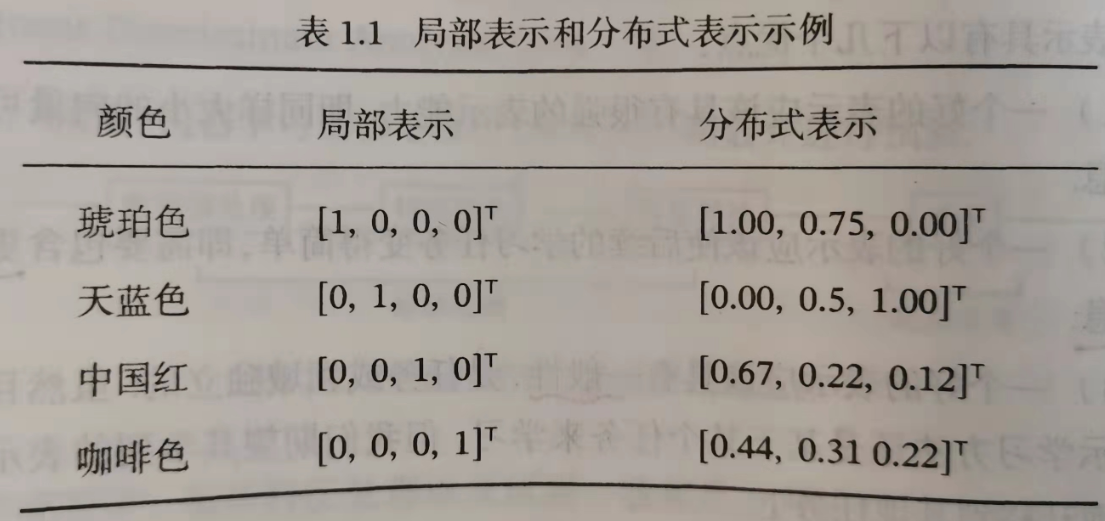 表 1.1 局部表示和分布式表示示例
颜色 局部表示 分布式表示
琥珀色 [1, 0, 0, 0]ᵀ [1.00, 0.75, 0.00]ᵀ
天蓝色 [0, 1, 0, 0]ᵀ [0.00, 0.5, 1.00]ᵀ
中国红 [0, 0, 1, 0]ᵀ [0.67, 0.22, 0.12]ᵀ
咖啡色 [0, 0, 0, 1]ᵀ [0.44, 0.31 0.22]ᵀ